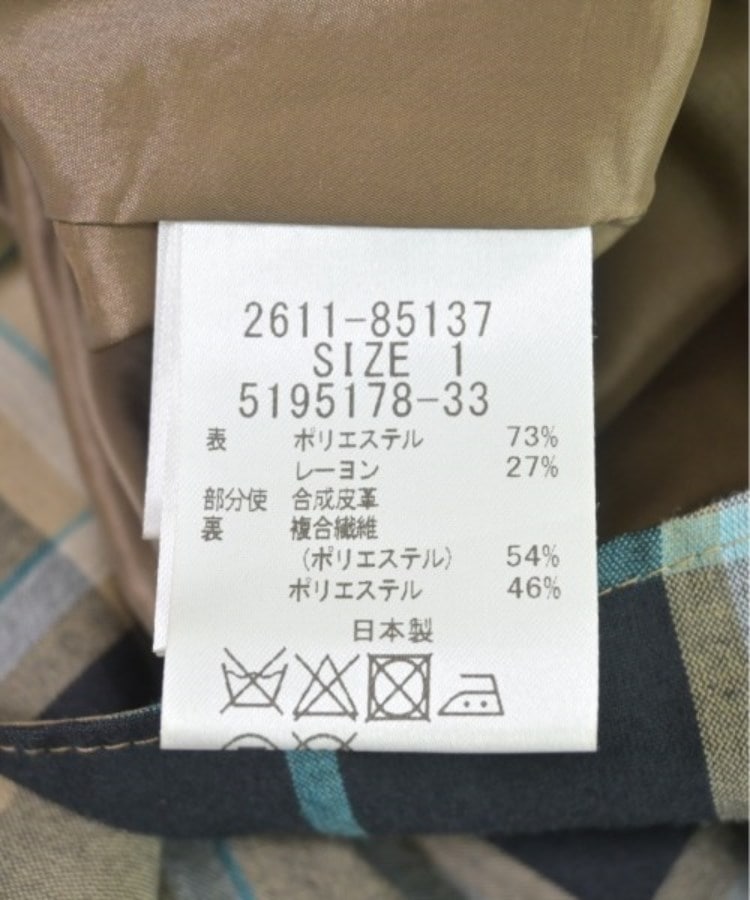 2611-85137
SIZE 1
5195178-33
表 ポリエステル 73%
レーヨン 27%
部分使 合成皮革
裏 複合繊維
(ポリエステル) 54%
ポリエステル 46%
日本製